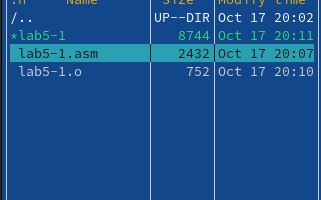 .n Name Size Modify time
/.. UP--DIR Oct 17 20:02
*lab5-1 8744 Oct 17 20:11
lab5-1.asm 2432 Oct 17 20:07
lab5-1.o 752 Oct 17 20:10